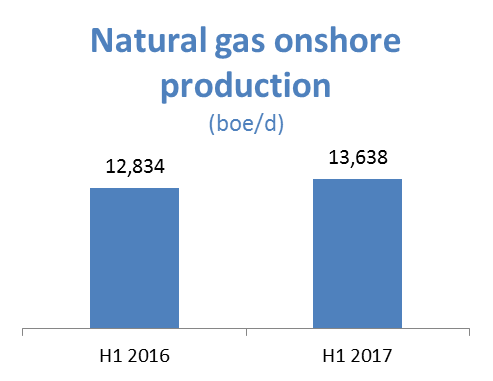 Natural gas onshore
production
(boe/d)
12,834
13,638
H1 2016
H1 2017